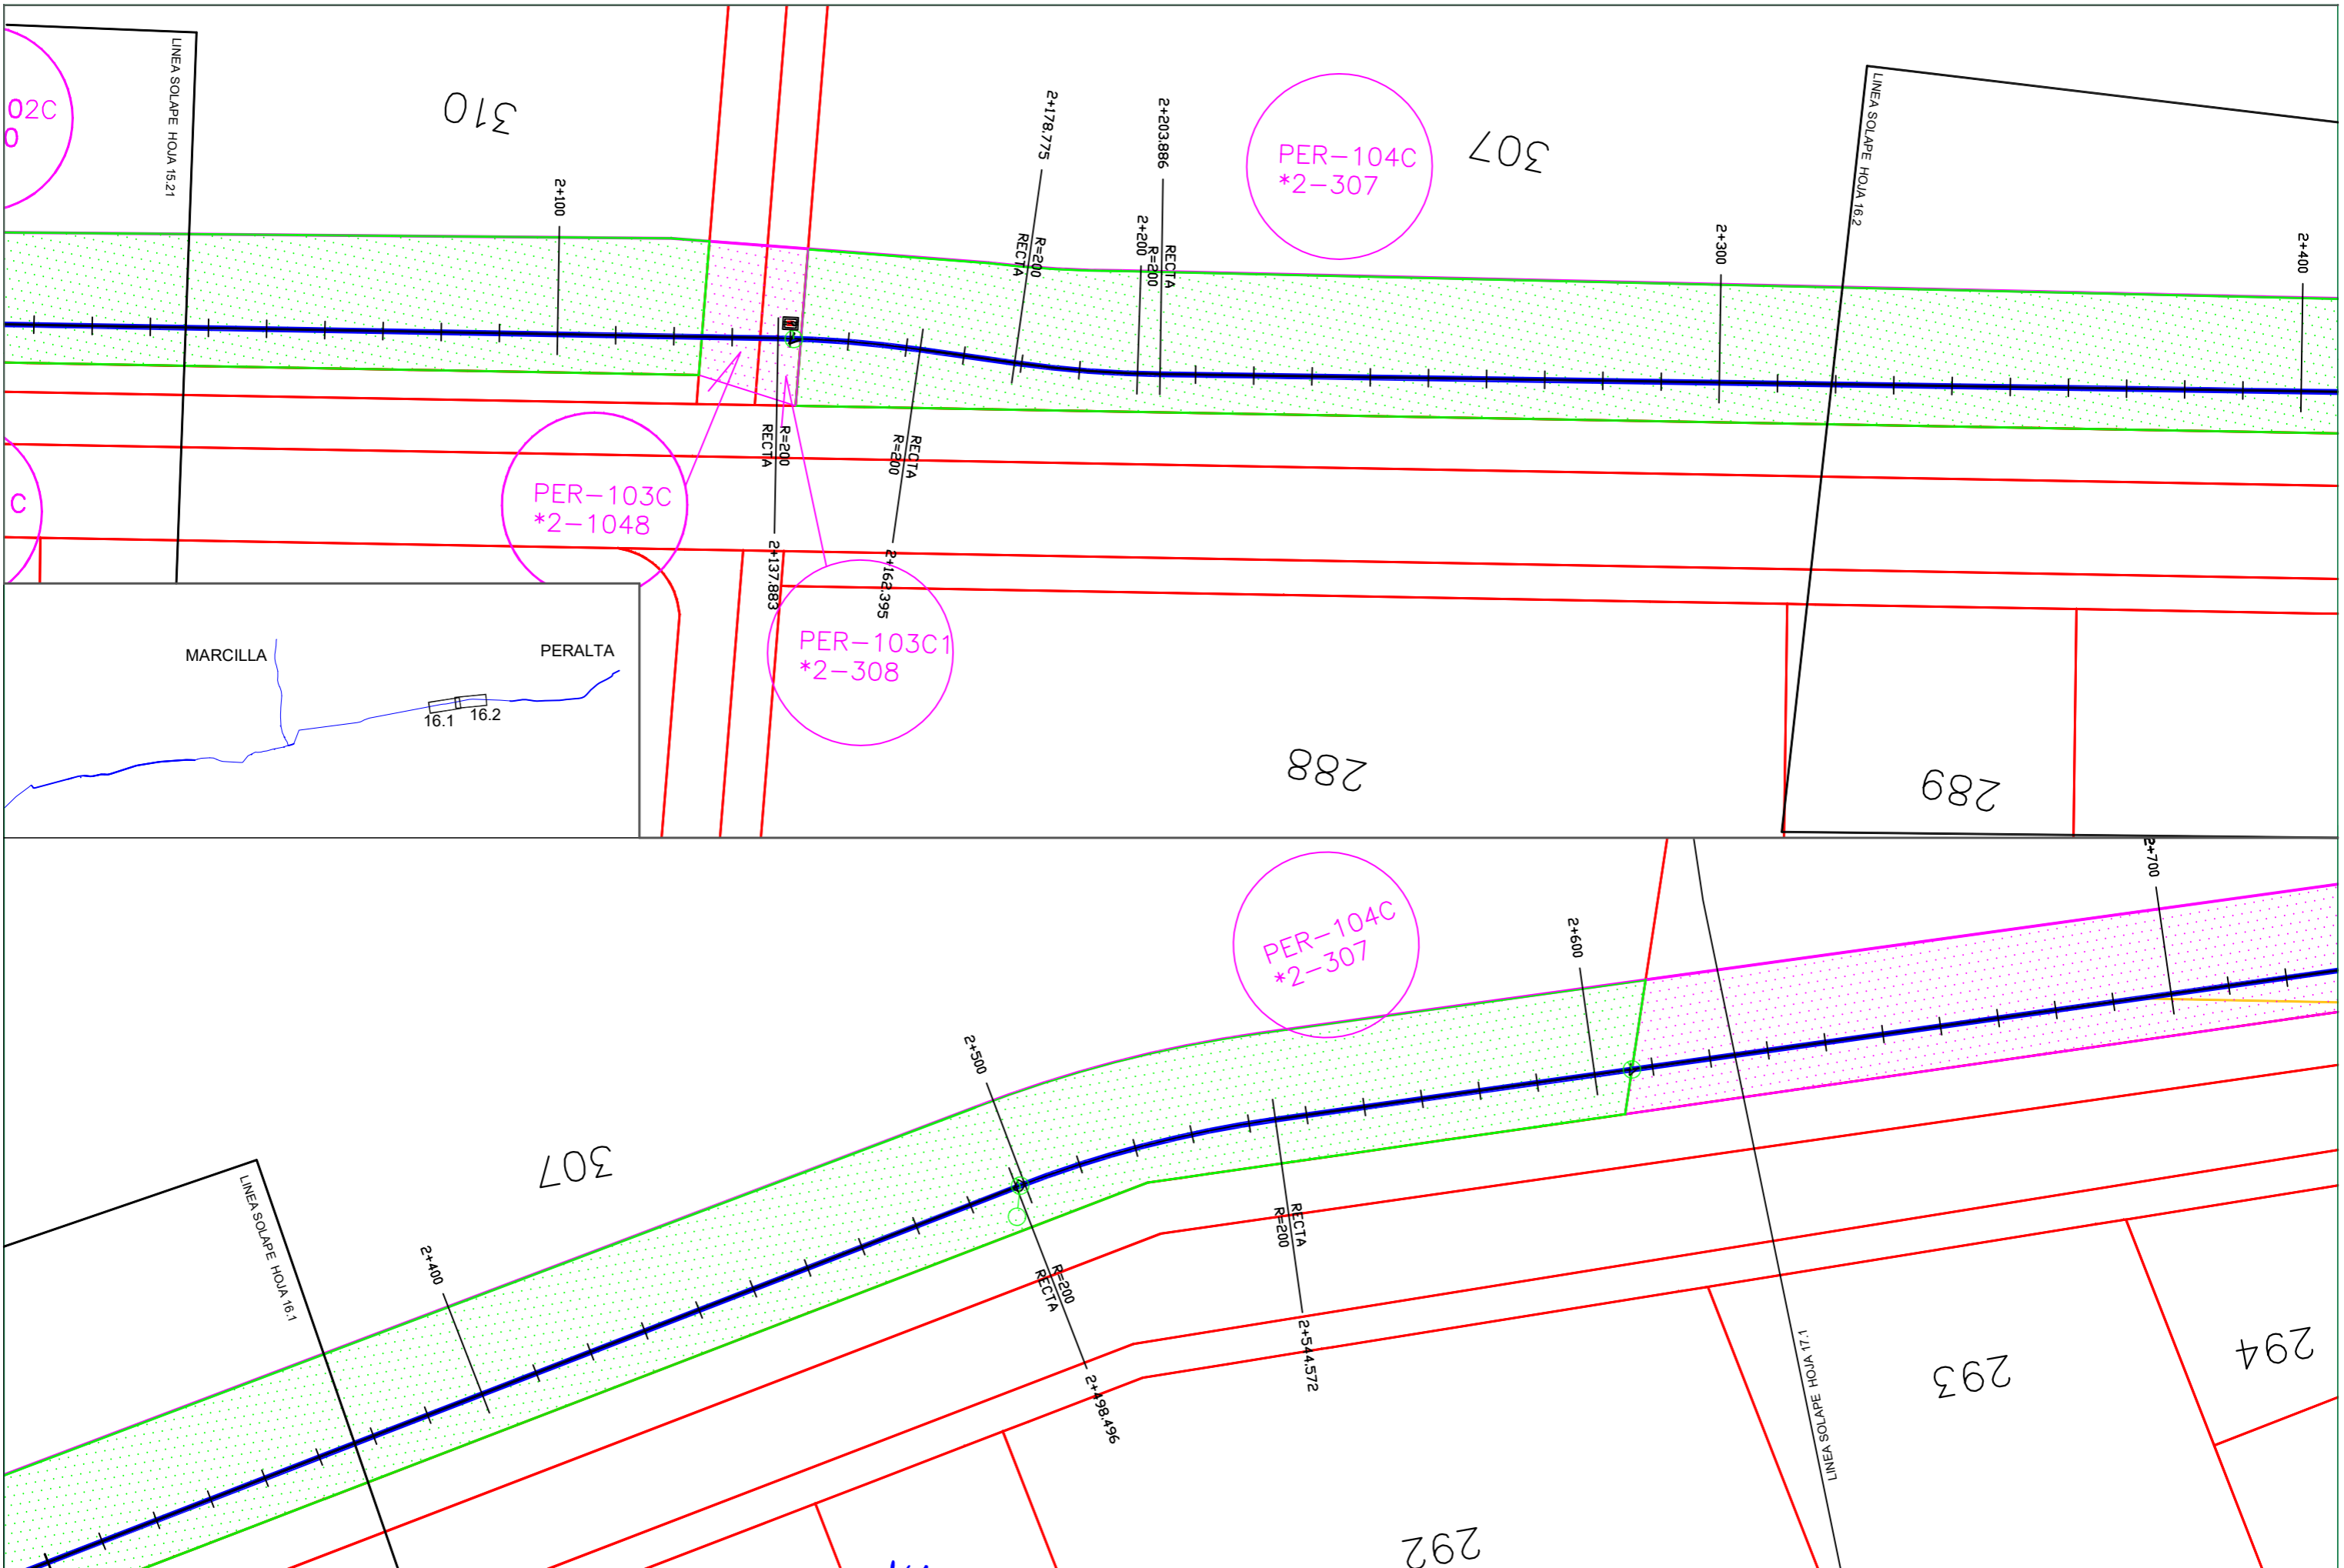 02C
0
LINEA SOLAPE HOJA 15.21
310
2+100
2+178.775
R=200
RECTA
2+203.886
2+200
RECTA
R=200
PER-104C
*2-307
307
2+300
LINEA SOLAPE HOJA 16.2
2+400
C
PER-103C
*2-1048
R=200
RECTA
2+137.883
RECTA
R=200
2+162.395
PER-103C1
*2-308
MARCILLA
PERALTA
16.1
16.2
288
289
PER-104C
*2-307
2+700
2+600
2+500
307
LINEA SOLAPE HOJA 16.1
2+400
R=200
RECTA
2+498.496
RECTA
R=200
2+544.572
LINEA SOLAPE HOJA 17.1
293
294
292